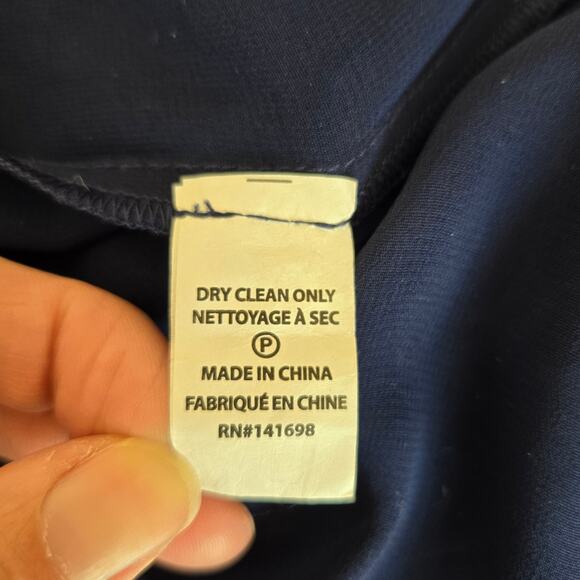 DRY CLEAN ONLY
NETTOYAGE À SEC
P
MADE IN CHINA
FABRIQUÉ EN CHINE
RN#141698